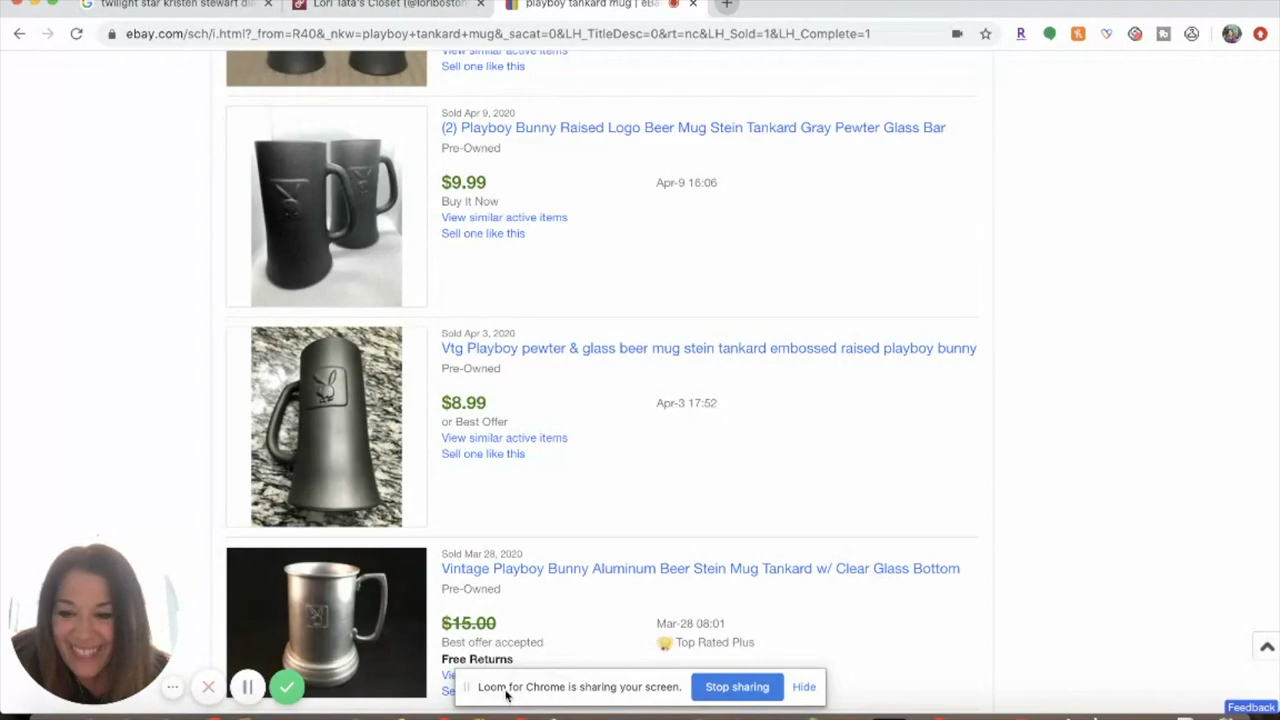 twilight star kristen stewart di
Lori Tata's Closet (@loriboston
playboy tankard mug | eBa
ebay.com/sch/i.html?_from=R40&_nkw=playboy+tankard+mug&_sacat=0&LH_TitleDesc=0&rt=nc&LH_Sold=1&LH_Complete=1
View similar active items
Sell one like this
Sold Apr 9, 2020
(2) Playboy Bunny Raised Logo Beer Mug Stein Tankard Gray Pewter Glass Bar
Pre-Owned
$9.99
Apr-9 16:06
Buy It Now
View similar active items
Sell one like this
Sold Apr 3, 2020
Vtg Playboy pewter & glass beer mug stein tankard embossed raised playboy bunny
Pre-Owned
$8.99
Apr-3 17:52
or Best Offer
View similar active items
Sell one like this
Sold Mar 28, 2020
Vintage Playboy Bunny Aluminum Beer Stein Mug Tankard w/ Clear Glass Bottom
Pre-Owned
$15.00
Mar-28 08:01
Best offer accepted
Top Rated Plus
Free Returns
Loom for Chrome is sharing your screen.
Stop sharing
Hide
Feedback